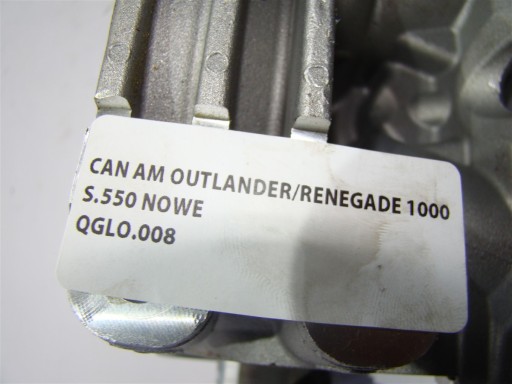 CAN AM OUTLANDER/RENEGADE 1000
S.550 NOWE
QGLO.008